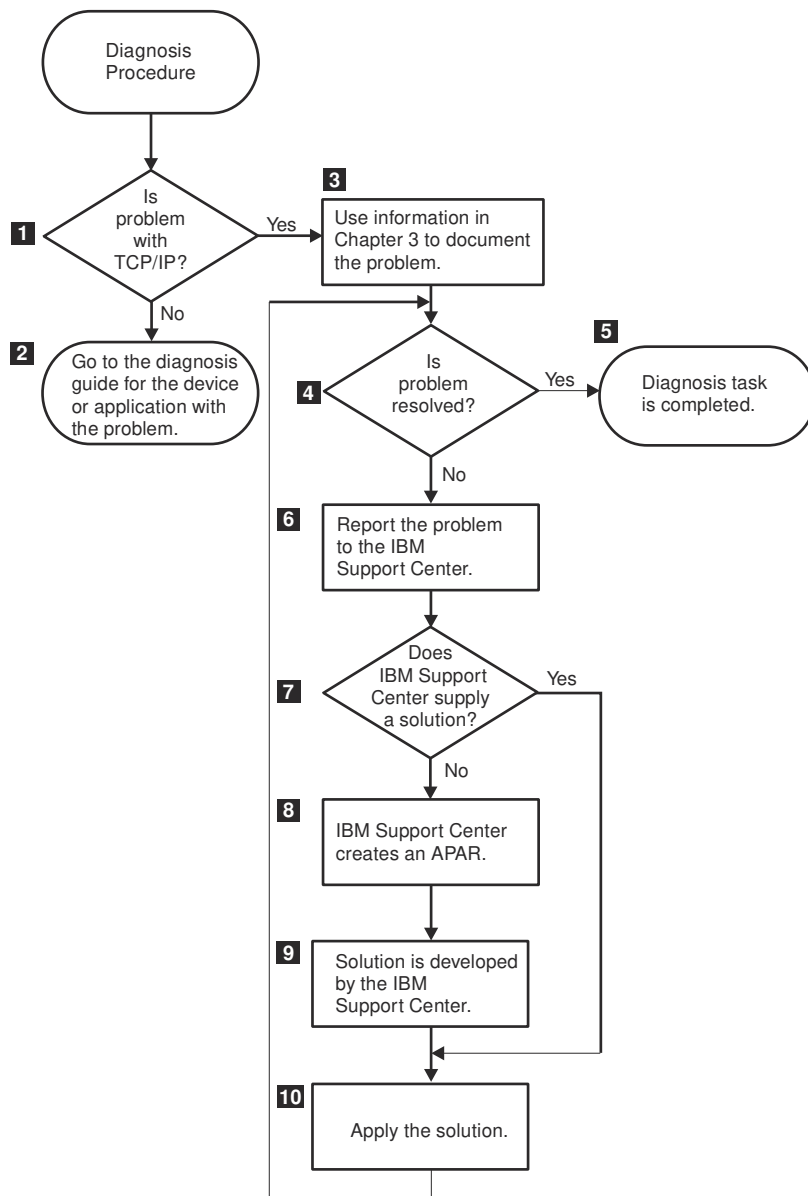 Diagnosis
Procedure
1
Is
problem
with
TCP/IP?
Yes
No
2
Go to the diagnosis
guide for the device
or application with
the problem.
3
Use information in
Chapter 3 to document
the problem.
4
Is
problem
resolved?
Yes
No
5
Diagnosis task
is completed.
6
Report the problem
to the IBM
Support Center.
7
Does
IBM Support
Center supply
a solution?
Yes
No
8
IBM Support Center
creates an APAR.
9
Solution is developed
by the IBM
Support Center.
10
Apply the solution.